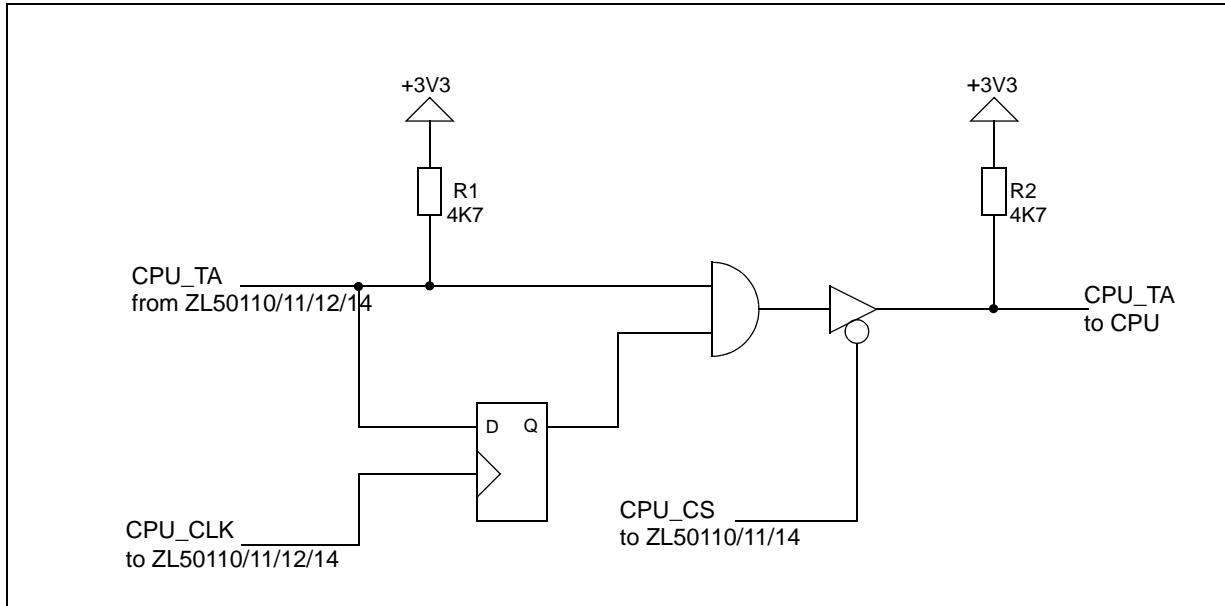 +3V3
+3V3
R1
4K7
R2
4K7
CPU_TA
from ZL50110/11/12/14
CPU_TA
to CPU
D Q
CPU_CLK
to ZL50110/11/12/14
CPU_CS
to ZL50110/11/14